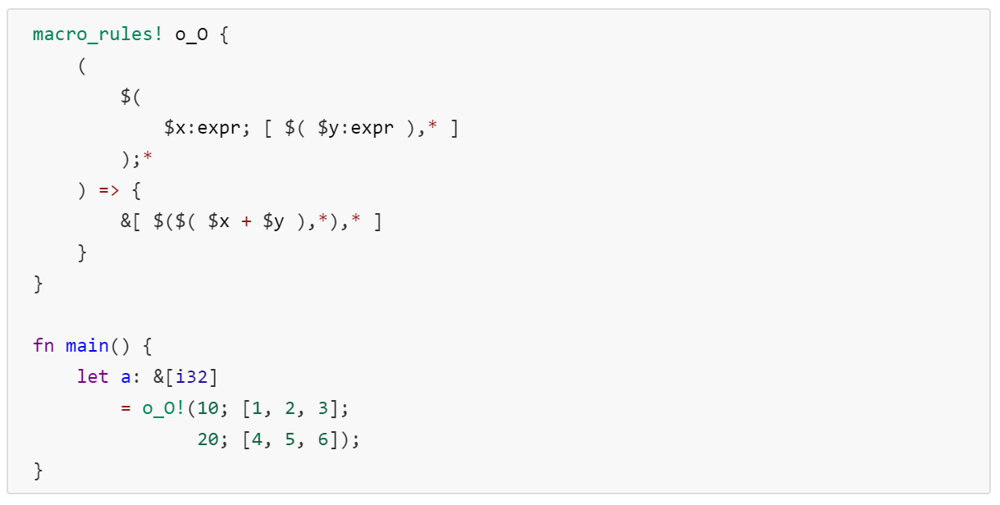 macro_rules! o_O {
    (
        $(
            $x:expr; [ $( $y:expr ),* ]
        );*
    ) => {
        &[ $($( $x + $y ),*),* ]
    }
}

fn main() {
    let a: &[i32]
        = o_O!(10; [1, 2, 3];
               20; [4, 5, 6]);
}